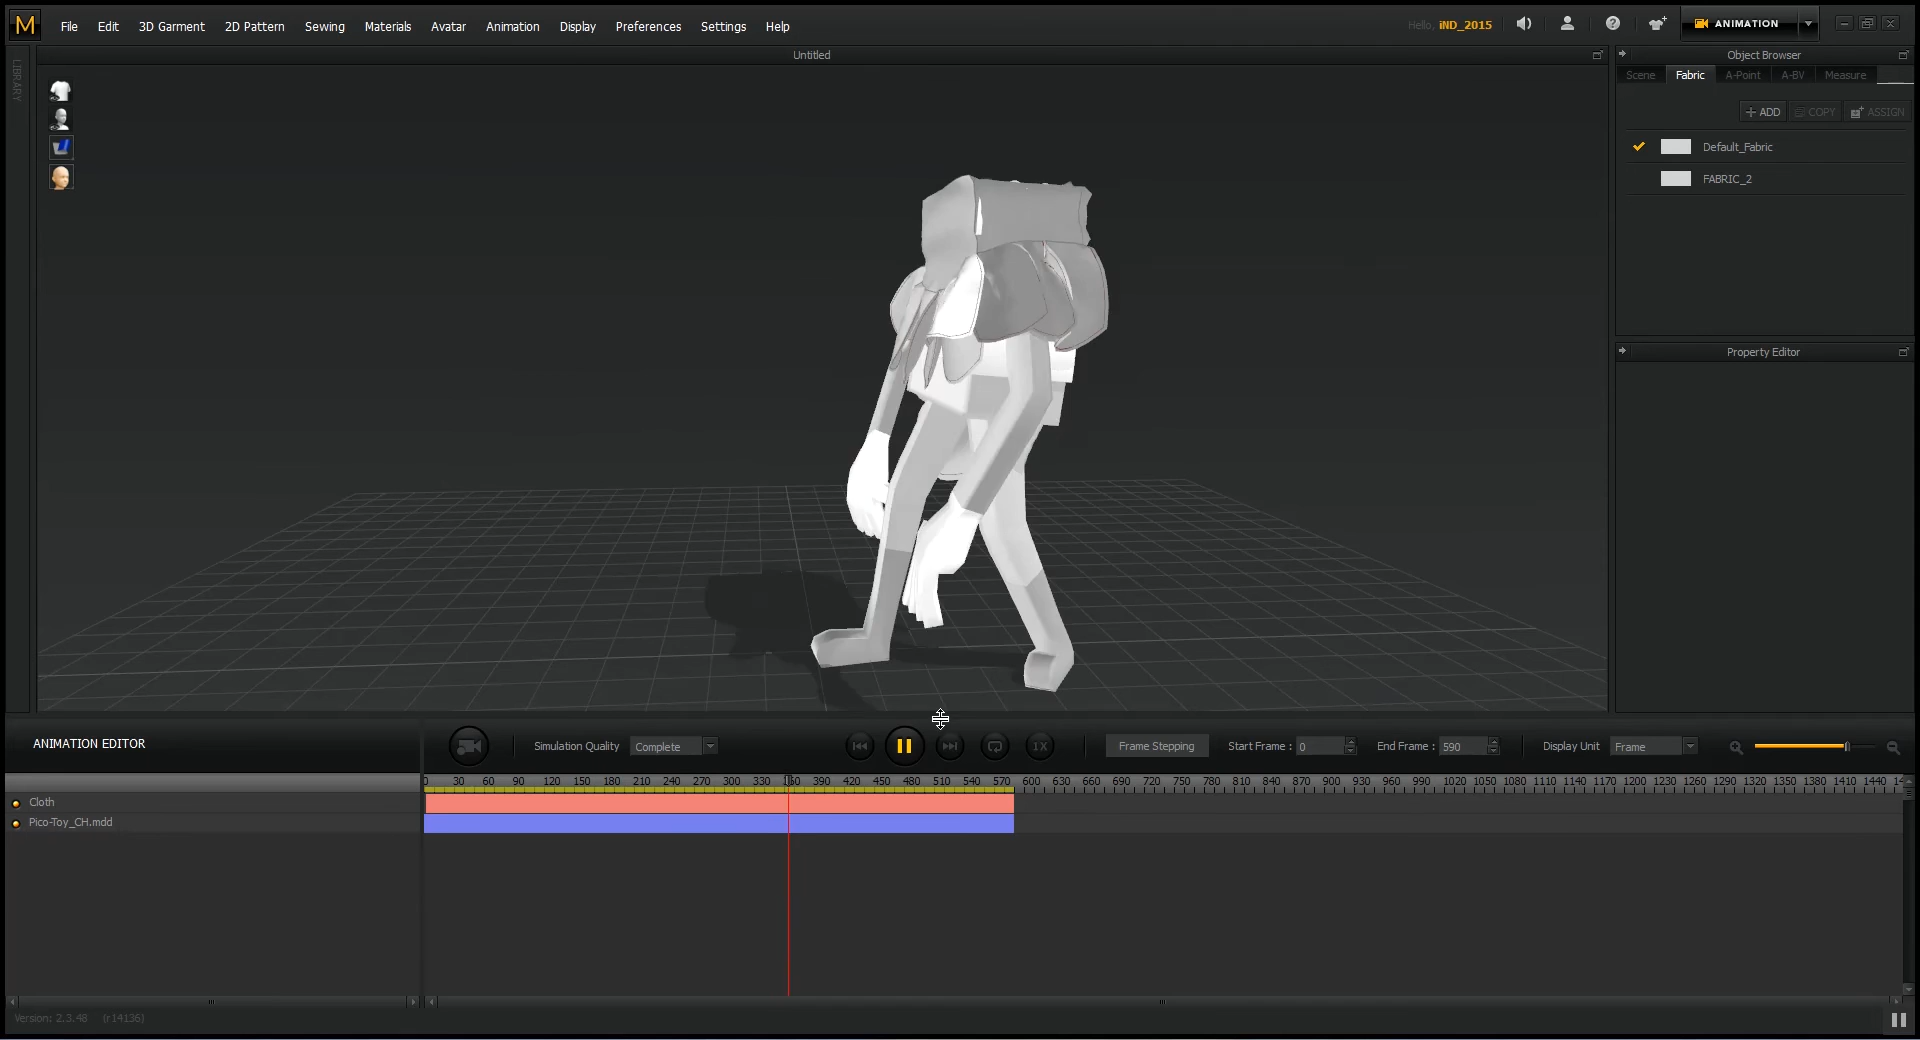 M File Edit 3D Garment 2D Pattern Sewing Materials Avatar Animation Display Preferences Settings Help Hello, iND_2015 ANIMATION
LIBRARY
Untitled
Object Browser
Scene Fabric A-Point A-BV Measure
+ ADD COPY ASSIGN
Default_Fabric
FABRIC_2
Property Editor
ANIMATION EDITOR
Simulation Quality Complete 1X Frame Stepping Start Frame : 0 End Frame : 590 Display Unit Frame
0 30 60 90 120 150 180 210 240 270 300 330 360 390 420 450 480 510 540 570 600 630 660 690 720 750 780 810 840 870 900 930 960 990 1020 1050 1080 1110 1140 1170 1200 1230 1260 1290 1320 1350 1380 1410 1440
Cloth
Pico-Toy_CH.mdd
Version: 2.3.48 (r14136)